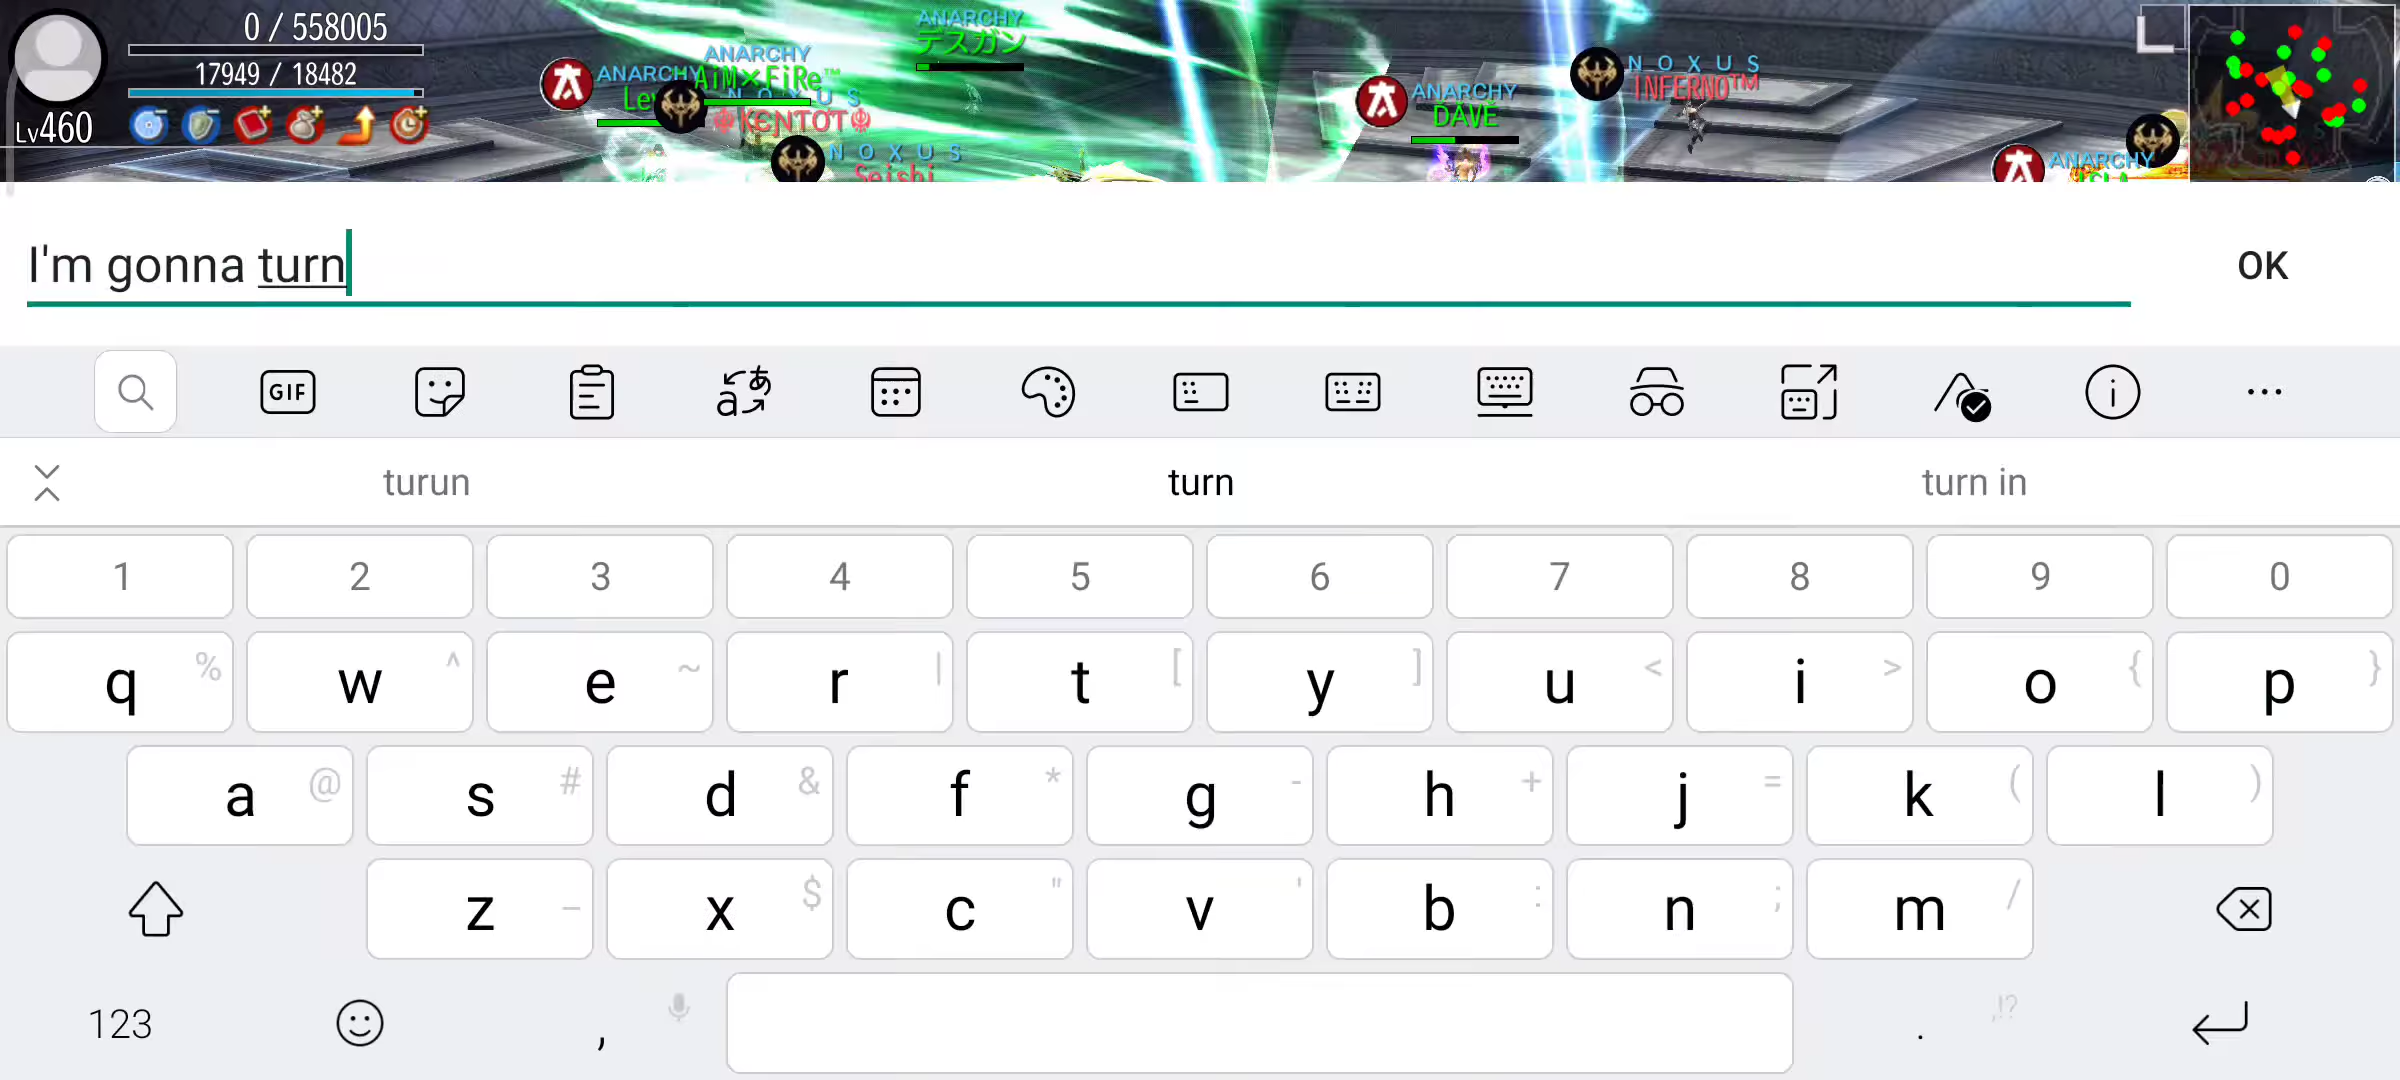 0 / 558005
17949 / 18482
Lv460
ANARCHY
デスガン
ANARCHY
AiM×FiRe™
ANARCHY
Le
N O X U S
KENTOT
N O X U S
Seishi
ANARCHY
DAVE
N O X U S
INFERNO™
ANARCHY
I'm gonna turn
OK
GIF
turun
turn
turn in
1 2 3 4 5 6 7 8 9 0
q % w ^ e ~ r | t [ y ] u < i > o { p }
a @ s # d & f * g - h + j = k ( l )
z _ x $ c " v ' b : n ; m /
123 , . ,!?